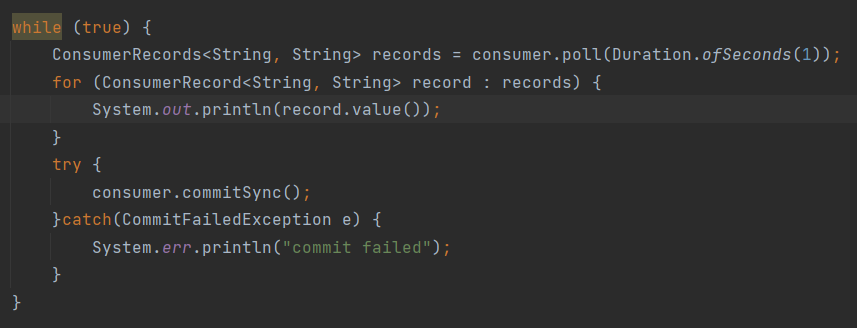 while (true) {
    ConsumerRecords<String, String> records = consumer.poll(Duration.ofSeconds(1));
    for (ConsumerRecord<String, String> record : records) {
        System.out.println(record.value());
    }
    try {
        consumer.commitSync();
    }catch(CommitFailedException e) {
        System.err.println("commit failed");
    }
}